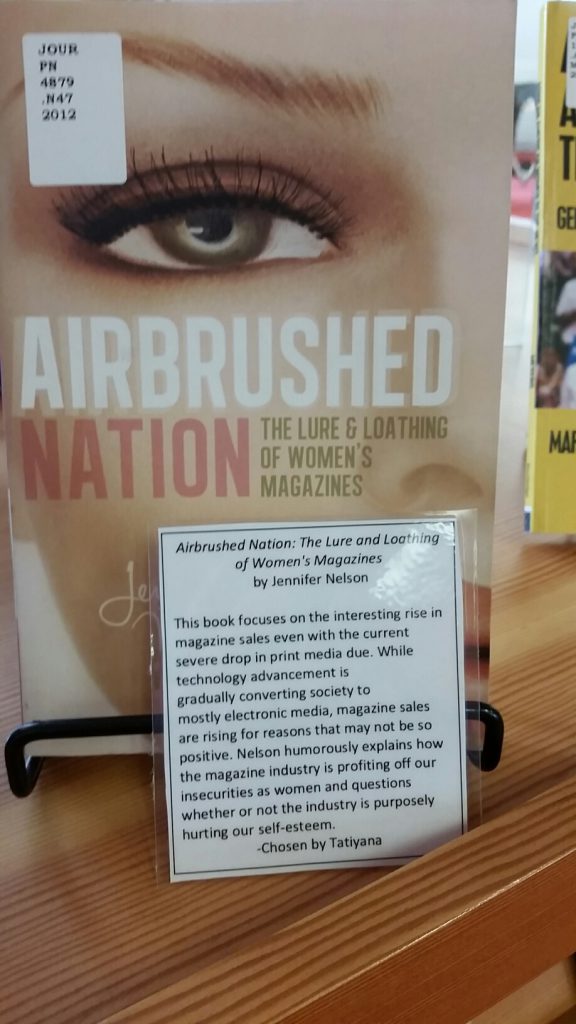 JOUR
PN
4879
.N47
2012
AIRBRUSHED
NATION
THE LURE & LOATHING
OF WOMEN'S
MAGAZINES
Airbrushed Nation: The Lure and Loathing
of Women's Magazines
by Jennifer Nelson
This book focuses on the interesting rise in
magazine sales even with the current
severe drop in print media due. While
technology advancement is
gradually converting society to
mostly electronic media, magazine sales
are rising for reasons that may not be so
positive. Nelson humorously explains how
the magazine industry is profiting off our
insecurities as women and questions
whether or not the industry is purposely
hurting our self-esteem.
-Chosen by Tatiyana